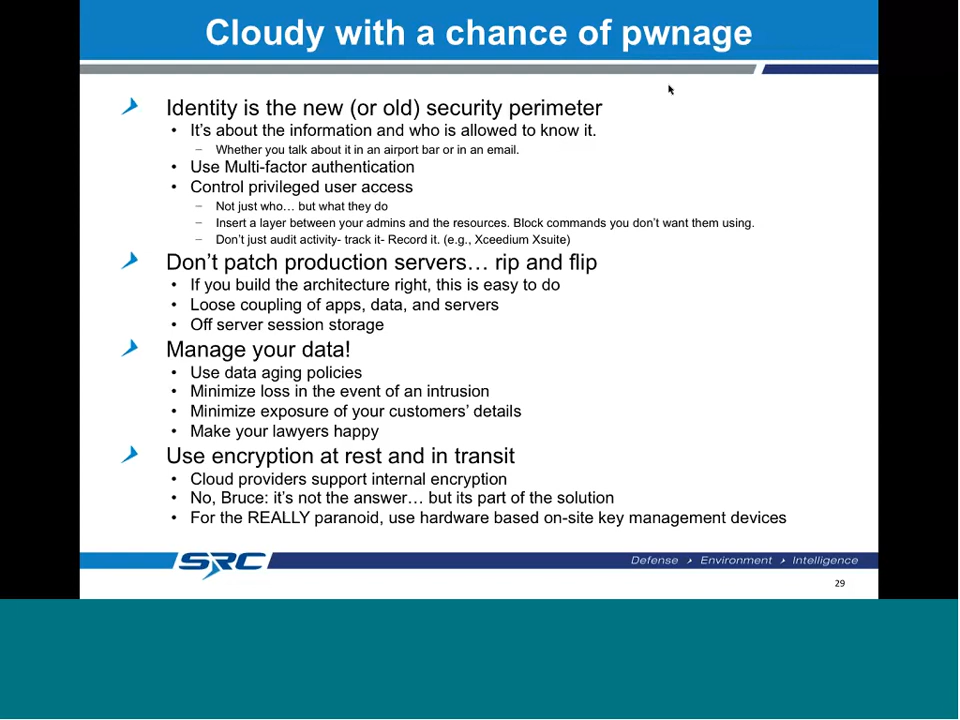 Cloudy with a chance of pwnage
Identity is the new (or old) security perimeter
• It's about the information and who is allowed to know it.
– Whether you talk about it in an airport bar or in an email.
• Use Multi-factor authentication
• Control privileged user access
– Not just who… but what they do
– Insert a layer between your admins and the resources. Block commands you don't want them using.
– Don't just audit activity- track it- Record it. (e.g., Xceedium Xsuite)
Don't patch production servers… rip and flip
• If you build the architecture right, this is easy to do
• Loose coupling of apps, data, and servers
• Off server session storage
Manage your data!
• Use data aging policies
• Minimize loss in the event of an intrusion
• Minimize exposure of your customers' details
• Make your lawyers happy
Use encryption at rest and in transit
• Cloud providers support internal encryption
• No, Bruce: it's not the answer… but its part of the solution
• For the REALLY paranoid, use hardware based on-site key management devices
SRC
Defense Environment Intelligence
29